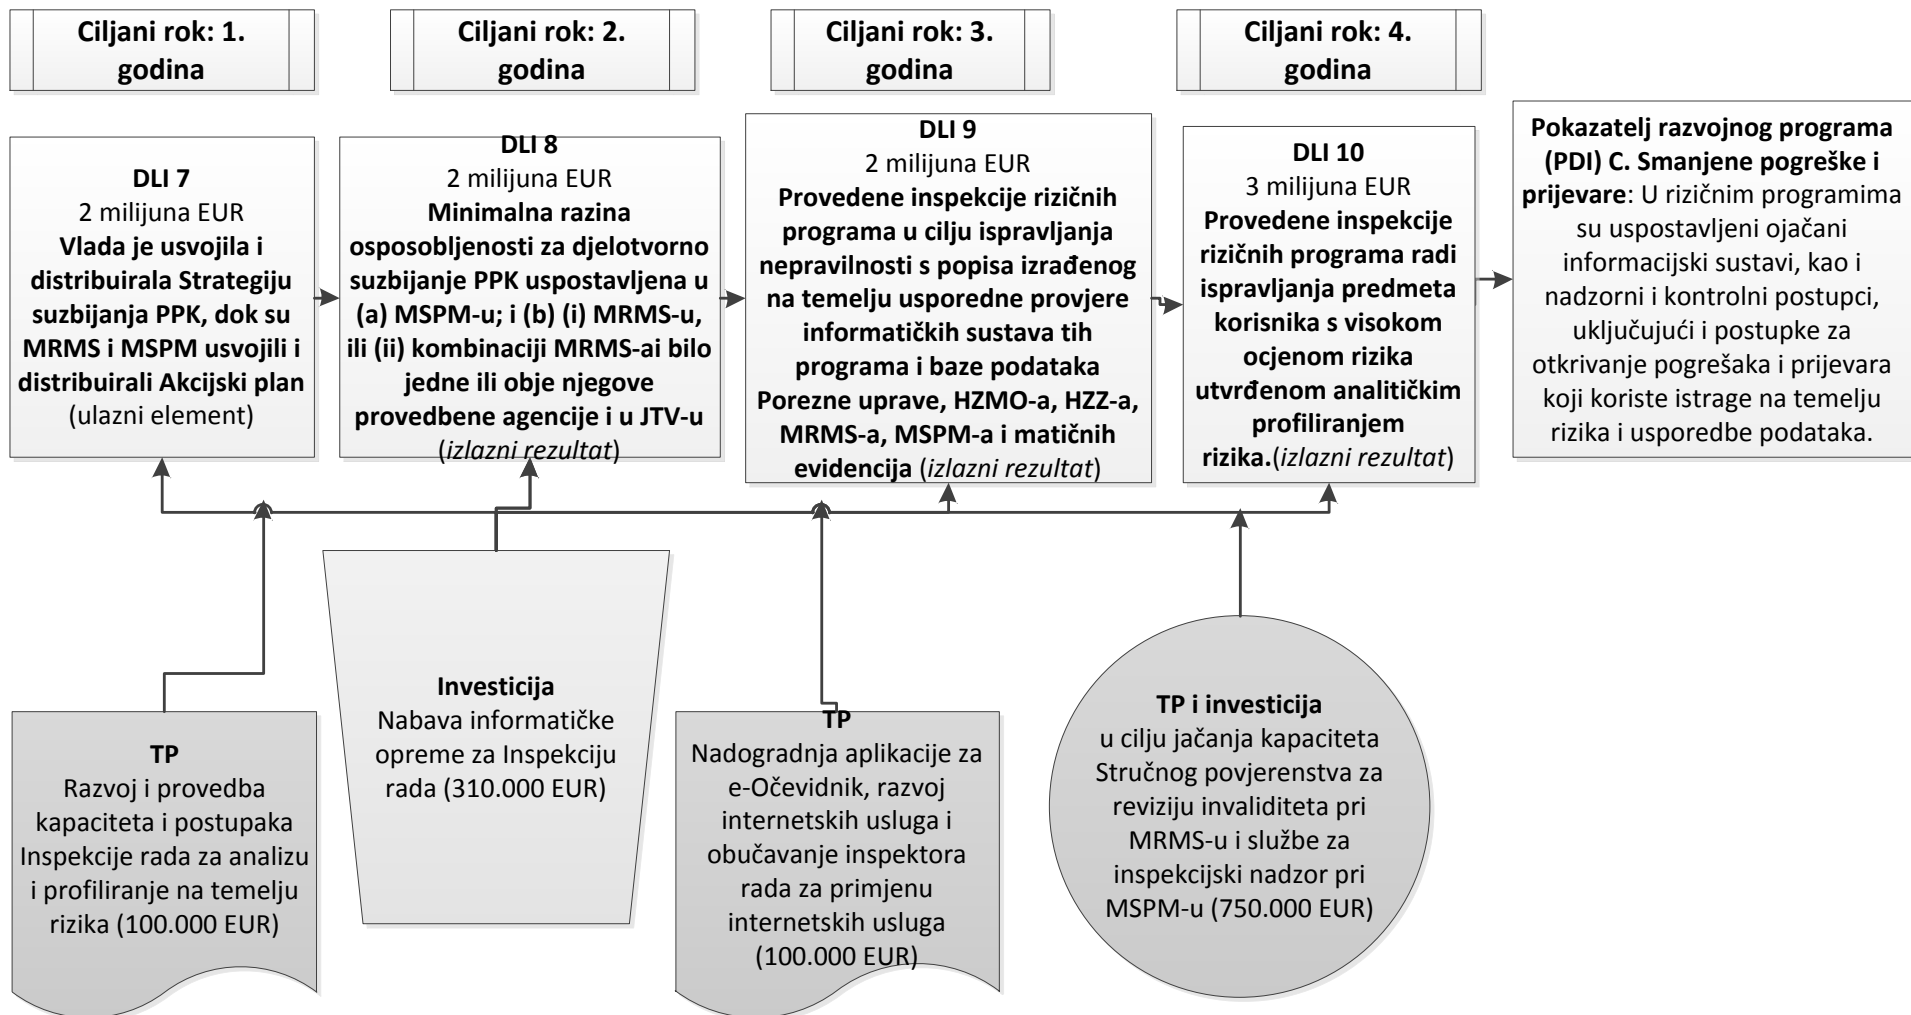 Ciljani rok: 1.
godina
Ciljani rok: 2.
godina
Ciljani rok: 3.
godina
Ciljani rok: 4.
godina
DLI 7
2 milijuna EUR
Vlada je usvojila i
distribuirala Strategiju
suzbijanja PPK, dok su
MRMS i MSPM usvojili i
distribuirali Akcijski plan
(ulazni element)
DLI 8
2 milijuna EUR
Minimalna razina
osposobljenosti za djelotvorno
suzbijanje PPK uspostavljena u
(a) MSPM-u; i (b) (i) MRMS-u,
ili (ii) kombinaciji MRMS-ai bilo
jedne ili obje njegove
provedbene agencije i u JTV-u
(izlazni rezultat)
DLI 9
2 milijuna EUR
Provedene inspekcije rizičnih
programa u cilju ispravljanja
nepravilnosti s popisa izrađenog
na temelju usporedne provjere
informatičkih sustava tih
programa i baze podataka
Porezne uprave, HZMO-a, HZZ-a,
MRMS-a, MSPM-a i matičnih
evidencija (izlazni rezultat)
DLI 10
3 milijuna EUR
Provedene inspekcije
rizičnih programa radi
ispravljanja predmeta
korisnika s visokom
ocjenom rizika
utvrđenom analitičkim
profiliranjem
rizika.(izlazni rezultat)
Pokazatelj razvojnog programa
(PDI) C. Smanjene pogreške i
prijevare: U rizičnim programima
su uspostavljeni ojačani
informacijski sustavi, kao i
nadzorni i kontrolni postupci,
uključujući i postupke za
otkrivanje pogrešaka i prijevara
koji koriste istrage na temelju
rizika i usporedbe podataka.
TP
Razvoj i provedba
kapaciteta i postupaka
Inspekcije rada za analizu
i profiliranje na temelju
rizika (100.000 EUR)
Investicija
Nabava informatičke
opreme za Inspekciju
rada (310.000 EUR)
TP
Nadogradnja aplikacije za
e-Očevidnik, razvoj
internetskih usluga i
obučavanje inspektora
rada za primjenu
internetskih usluga
(100.000 EUR)
TP i investicija
u cilju jačanja kapaciteta
Stručnog povjerenstva za
reviziju invaliditeta pri
MRMS-u i službe za
inspekcijski nadzor pri
MSPM-u (750.000 EUR)